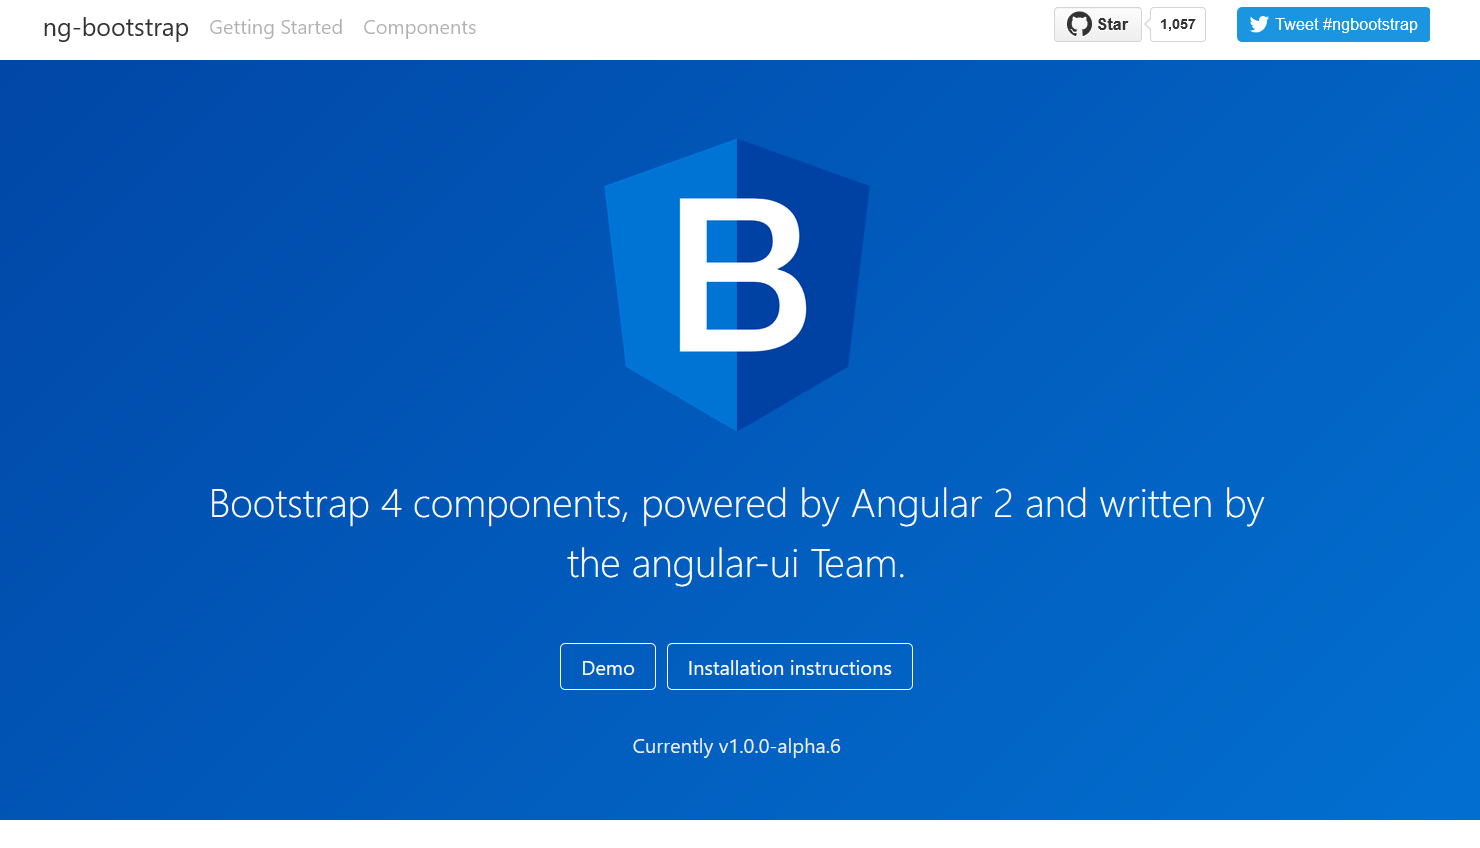 ng-bootstrap Getting Started Components Star 1,057 Tweet #ngbootstrap
B
Bootstrap 4 components, powered by Angular 2 and written by
the angular-ui Team.
Demo Installation instructions
Currently v1.0.0-alpha.6